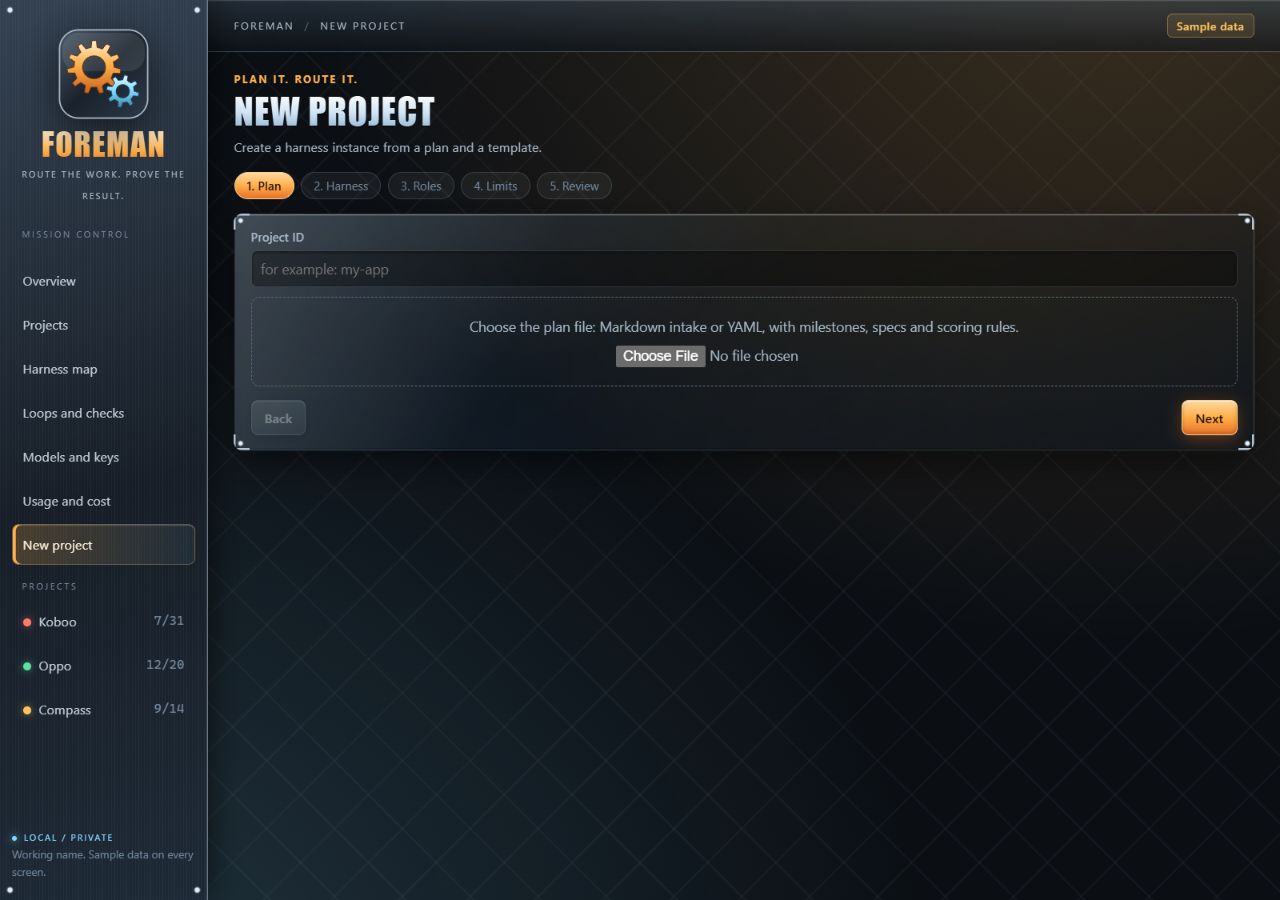 FOREMAN
ROUTE THE WORK. PROVE THE
RESULT.
MISSION CONTROL
Overview
Projects
Harness map
Loops and checks
Models and keys
Usage and cost
New project
PROJECTS
Koboo 7/31
Oppo 12/20
Compass 9/14
LOCAL / PRIVATE
Working name. Sample data on every
screen.
FOREMAN / NEW PROJECT
Sample data
PLAN IT. ROUTE IT.
NEW PROJECT
Create a harness instance from a plan and a template.
1. Plan 2. Harness 3. Roles 4. Limits 5. Review
Project ID
for example: my-app
Choose the plan file: Markdown intake or YAML, with milestones, specs and scoring rules.
Choose File No file chosen
Back Next